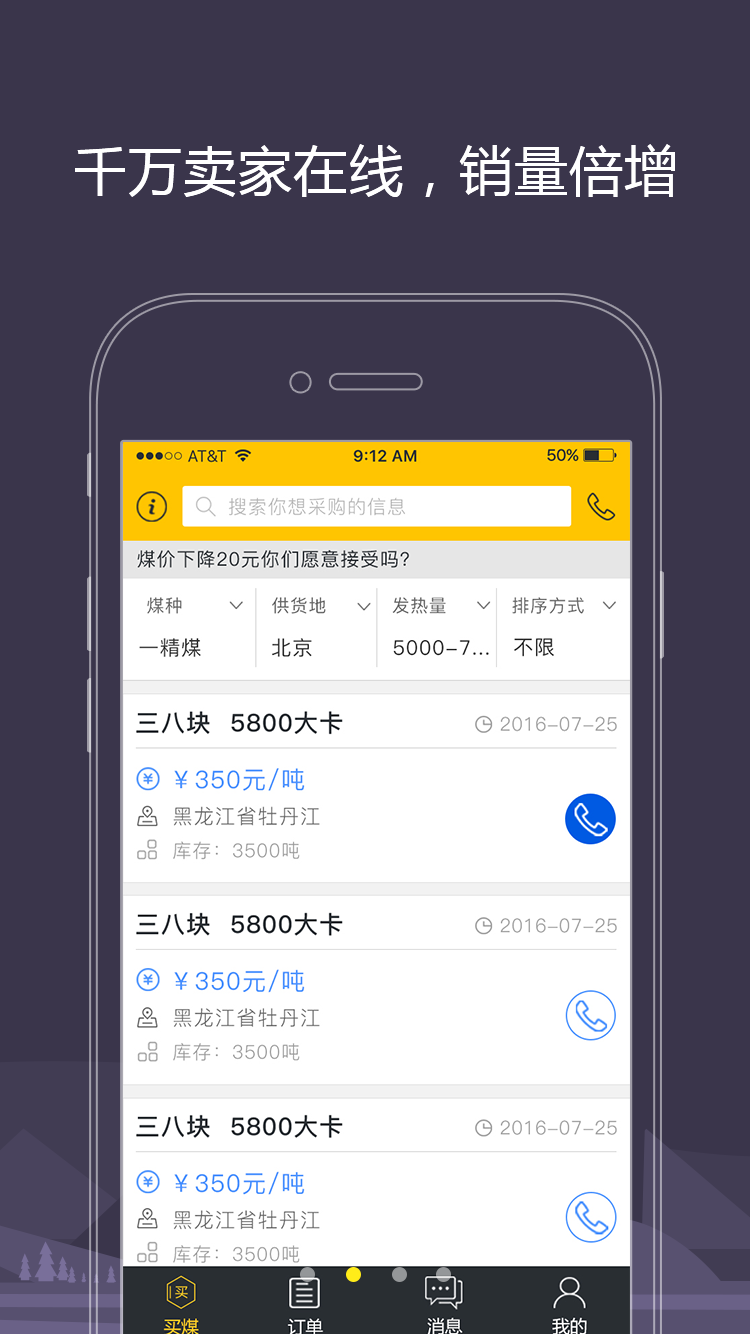 千万卖家在线，销量倍增
AT&T 9:12 AM 50%
i 搜索你想采购的信息
煤价下降20元你们愿意接受吗？
煤种 供货地 发热量 排序方式
一精煤 北京 5000-7... 不限
三八块 5800大卡 2016-07-25
¥ ¥350元/吨
黑龙江省牡丹江
库存：3500吨
三八块 5800大卡 2016-07-25
¥ ¥350元/吨
黑龙江省牡丹江
库存：3500吨
三八块 5800大卡 2016-07-25
¥ ¥350元/吨
黑龙江省牡丹江
库存：3500吨
买
买煤 订单 消息 我的